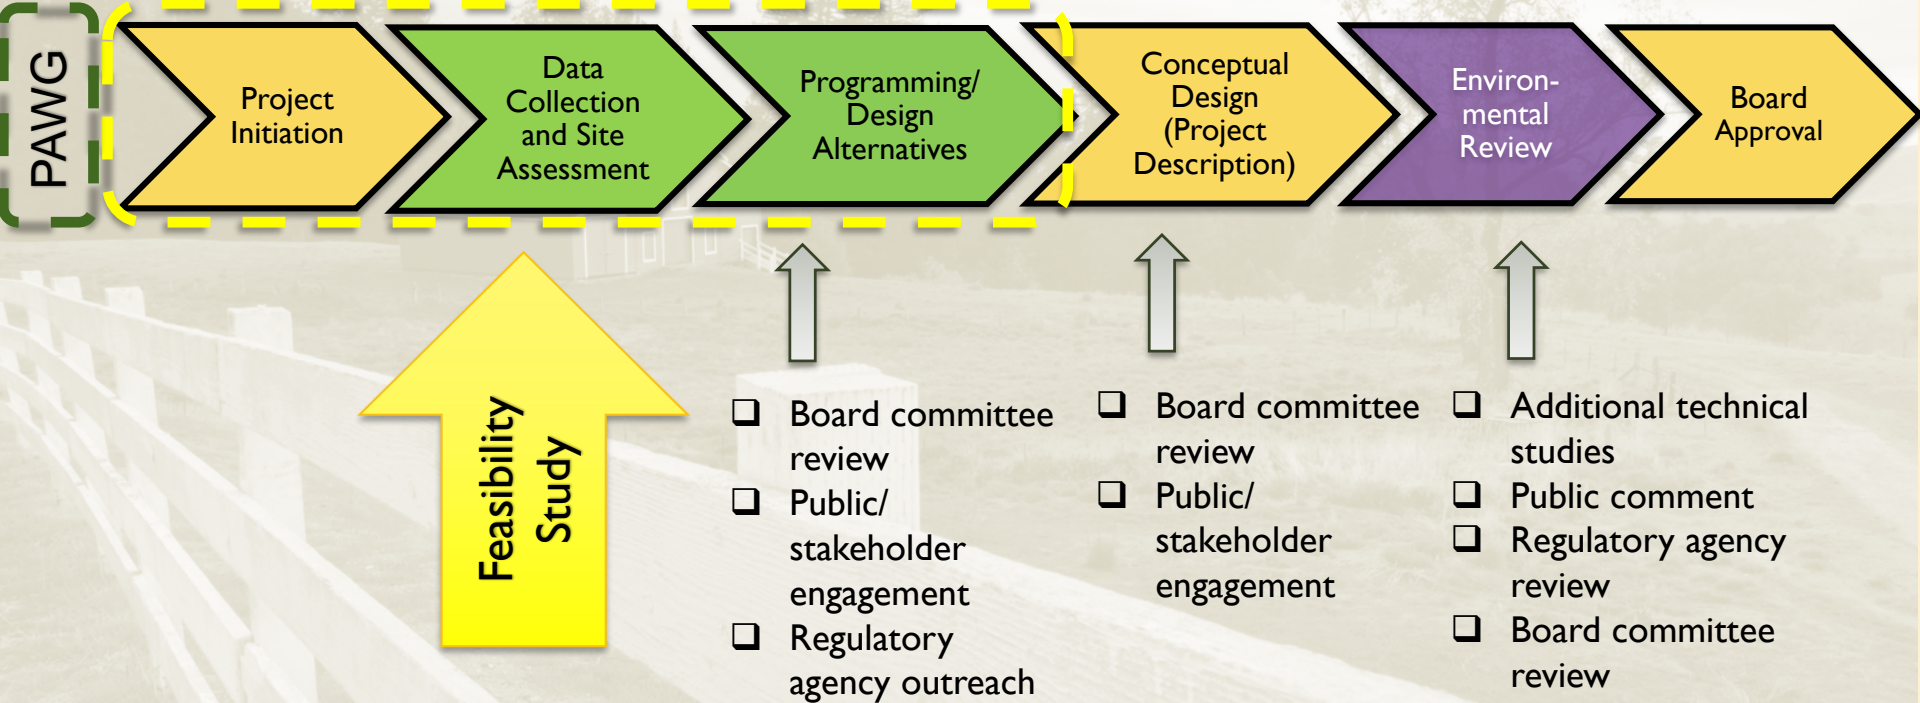 PAWG
Project
Initiation
Data
Collection
and Site
Assessment
Programming/
Design
Alternatives
Conceptual
Design
(Project
Description)
Environ-
mental
Review
Board
Approval
Feasibility
Study
Board committee
review
Public/
stakeholder
engagement
Regulatory
agency outreach
Board committee
review
Public/
stakeholder
engagement
Additional technical
studies
Public comment
Regulatory agency
review
Board committee
review